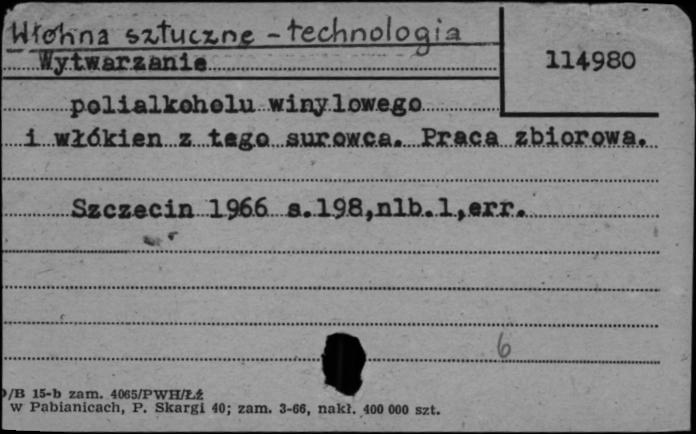 Włókna sztuczne - technologia
Wytwarzanie
114980
polialkoholu winylowego
i włókien z tego surowca. Praca zbiorowa.
Szczecin 1966 s.198,nlb.1,err.
6
/B 15-b zam. 4065/PWH/Łź
w Pabianicach, P. Skargi 40; zam. 3-66, nakł. 400 000 szt.